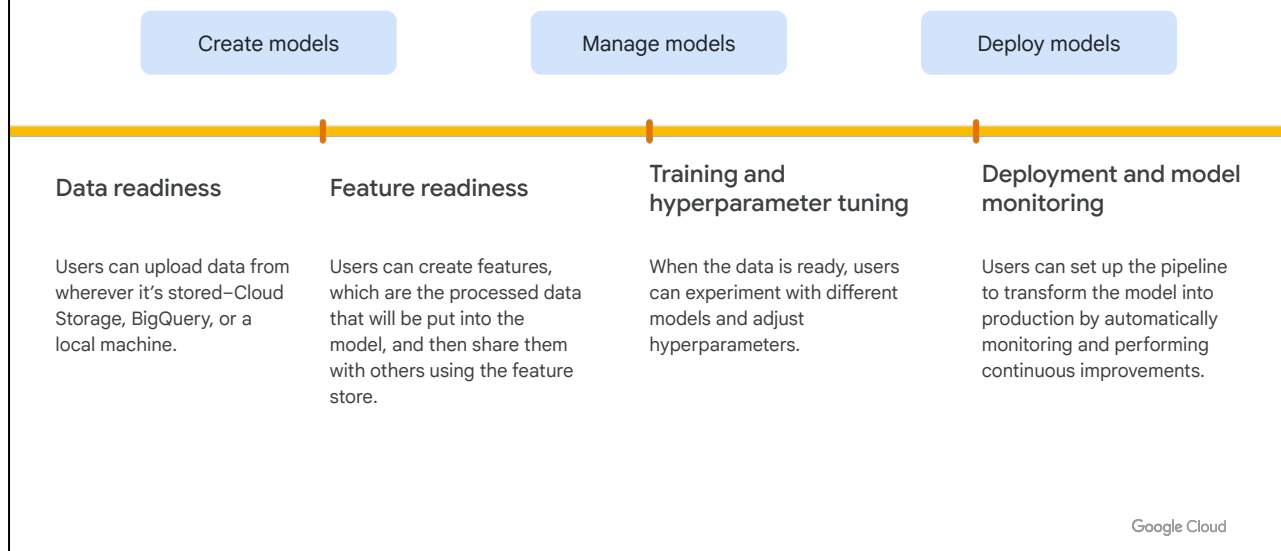 Create models
Manage models
Deploy models
Data readiness
Users can upload data from
wherever it's stored–Cloud
Storage, BigQuery, or a
local machine.
Feature readiness
Users can create features,
which are the processed data
that will be put into the
model, and then share them
with others using the feature
store.
Training and
hyperparameter tuning
When the data is ready, users
can experiment with different
models and adjust
hyperparameters.
Deployment and model
monitoring
Users can set up the pipeline
to transform the model into
production by automatically
monitoring and performing
continuous improvements.
Google Cloud